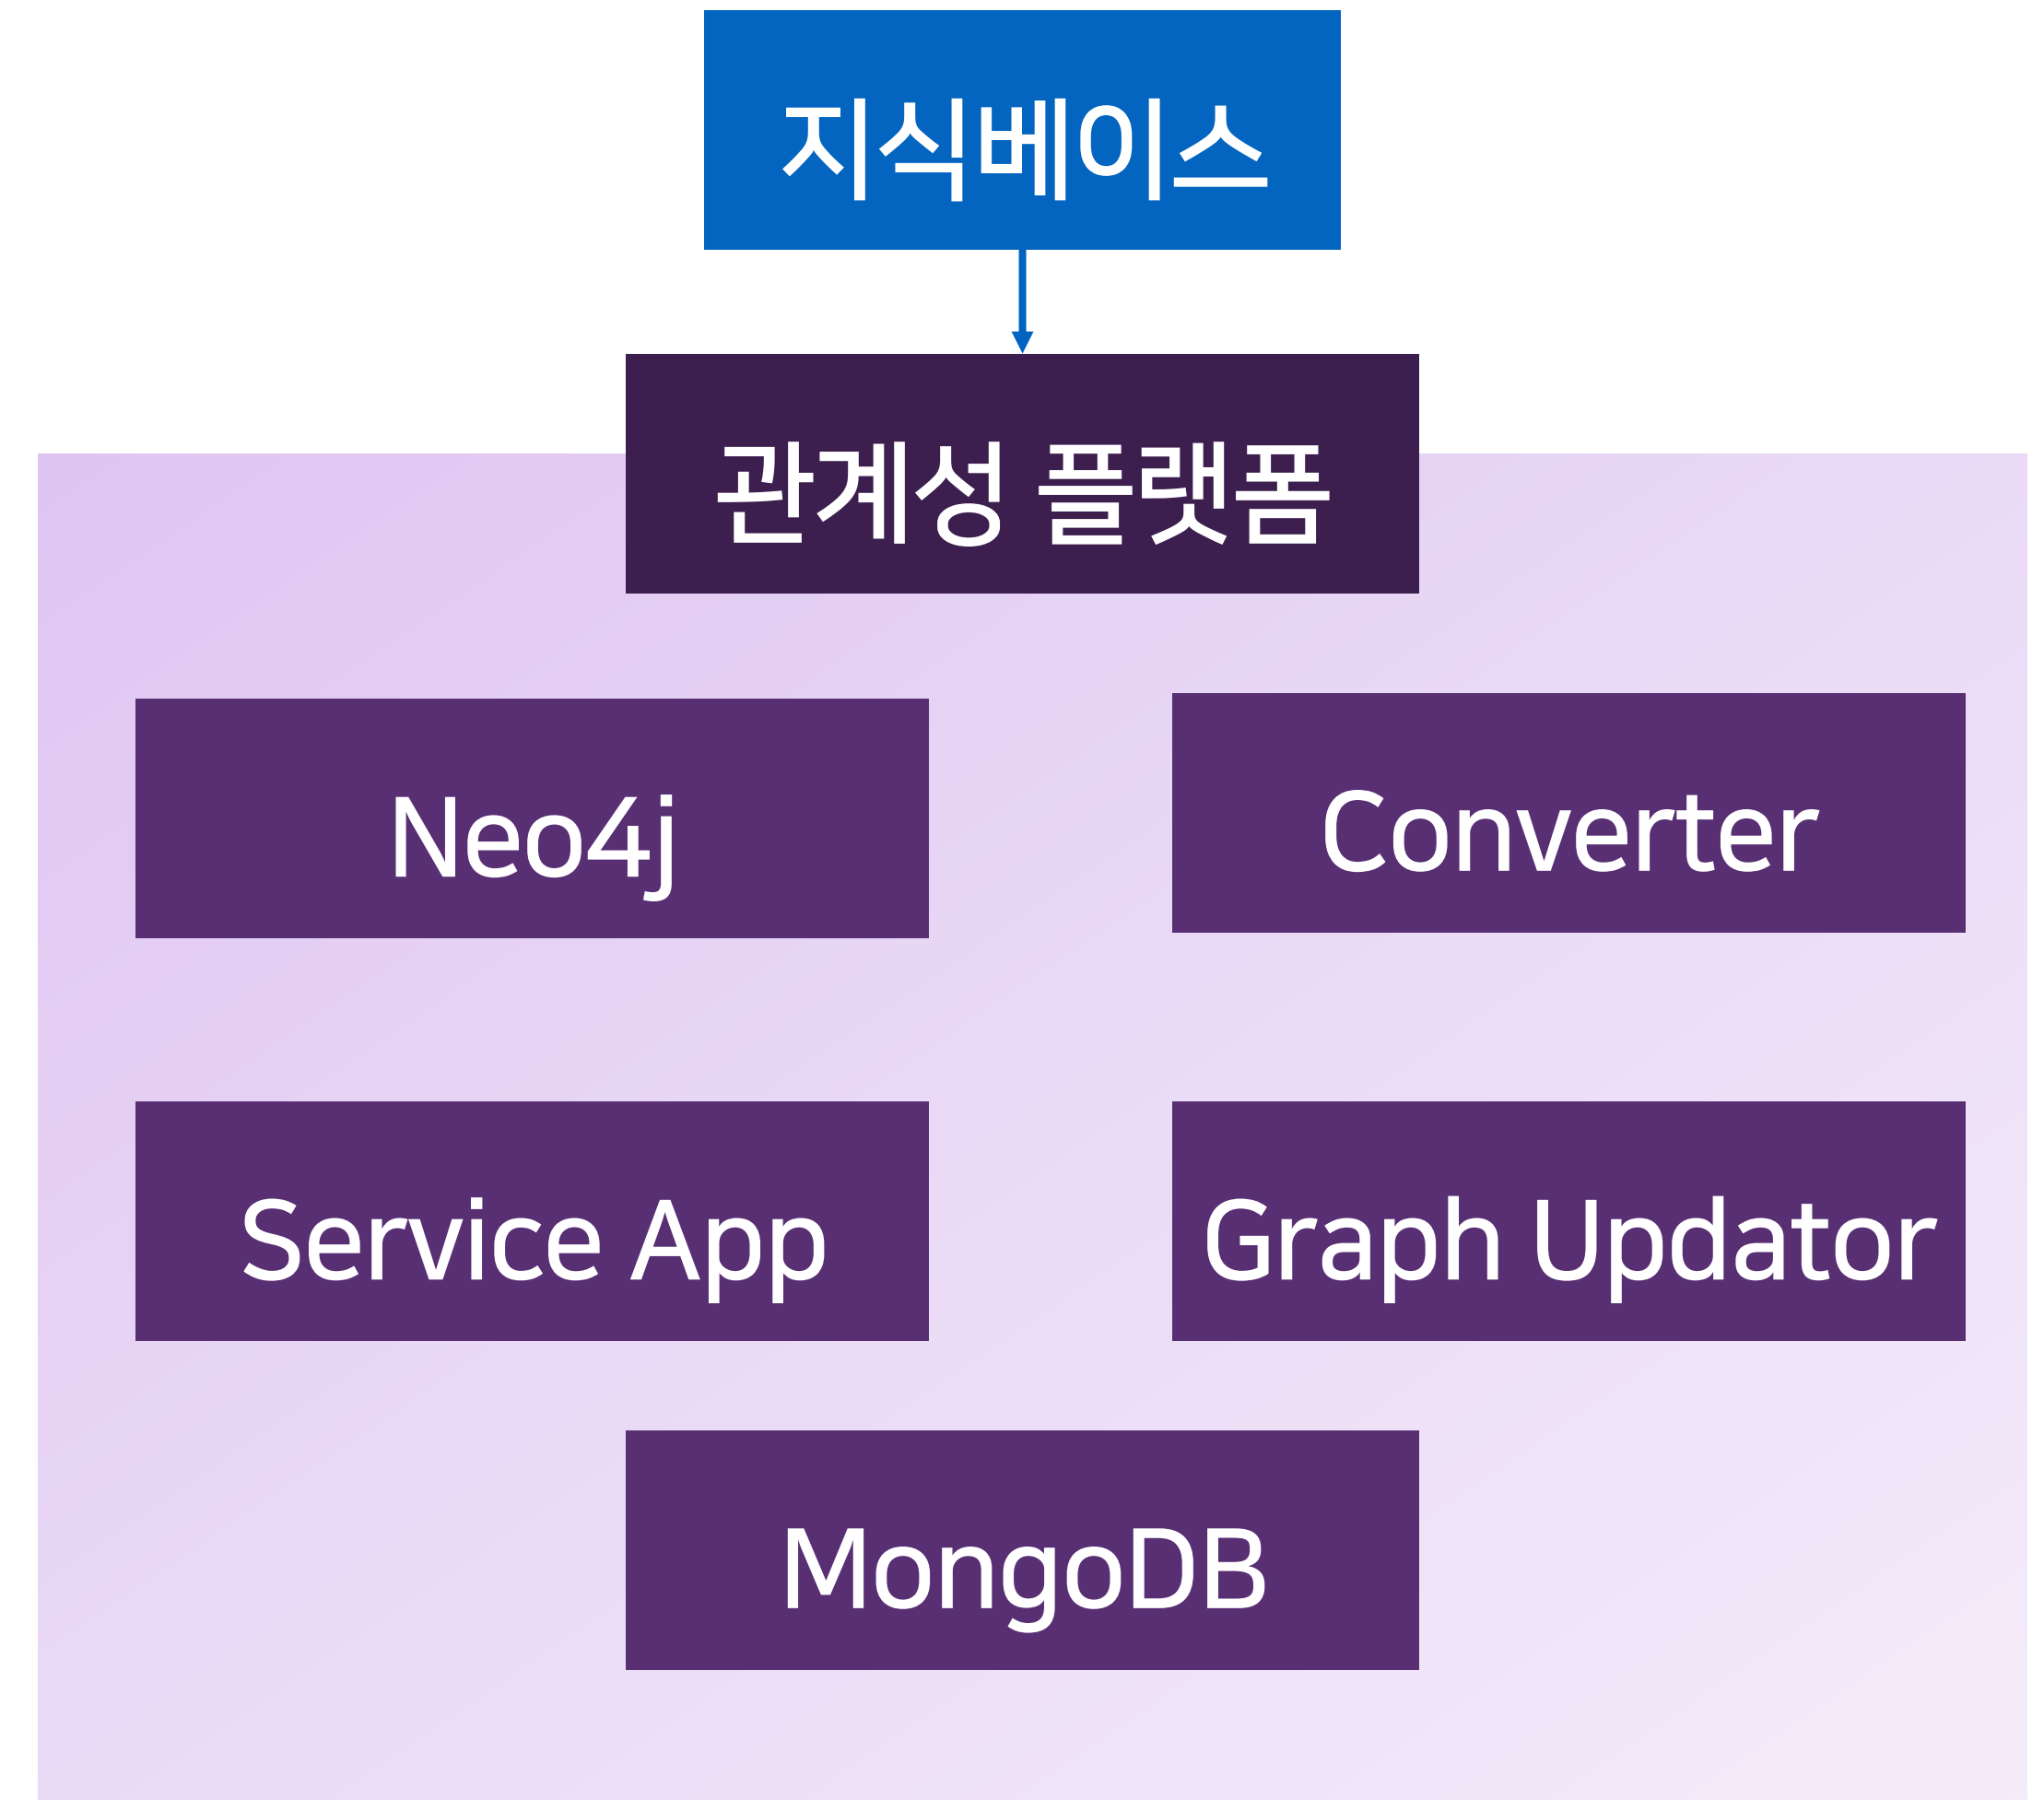 지식베이스
관계성 플랫폼
Neo4j
Converter
Service App
Graph Updator
MongoDB